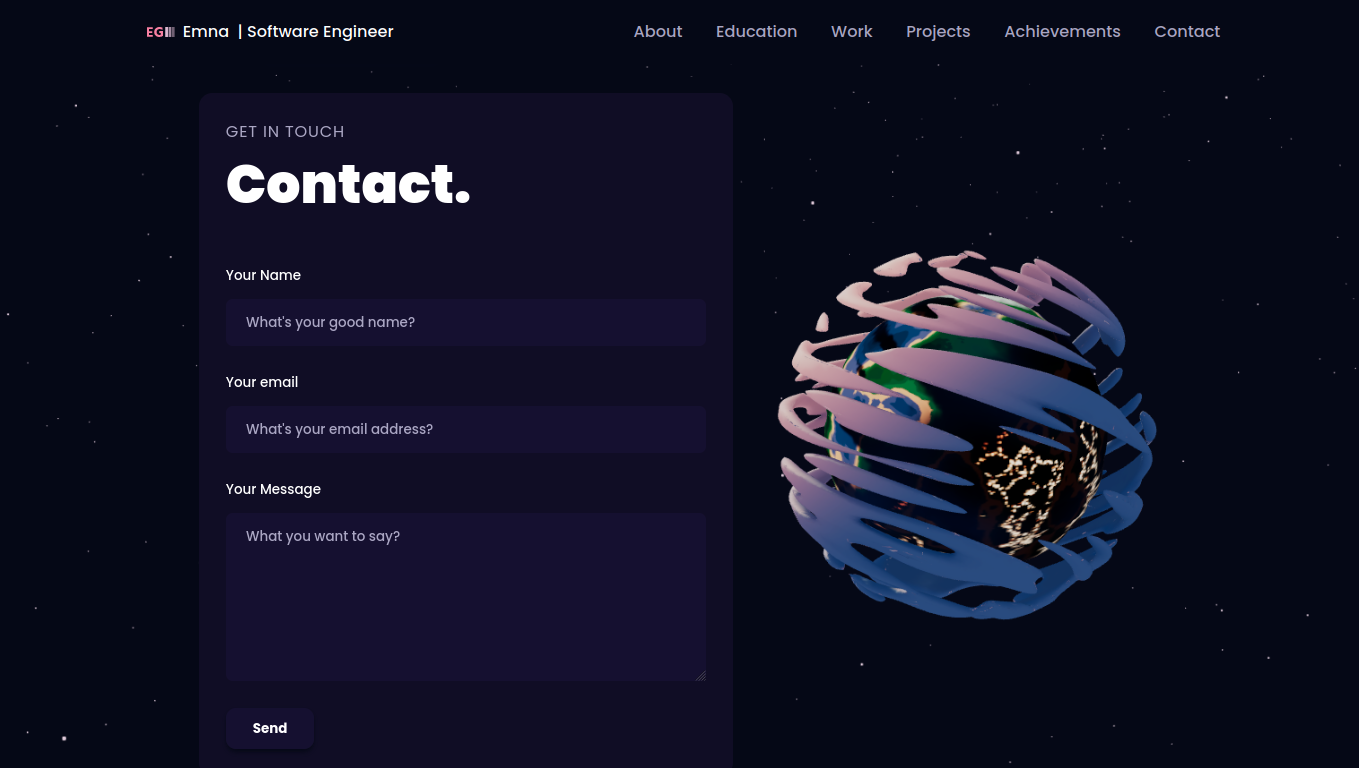 EG Emna | Software Engineer
About Education Work Projects Achievements Contact
GET IN TOUCH
Contact.
Your Name
What's your good name?
Your email
What's your email address?
Your Message
What you want to say?
Send